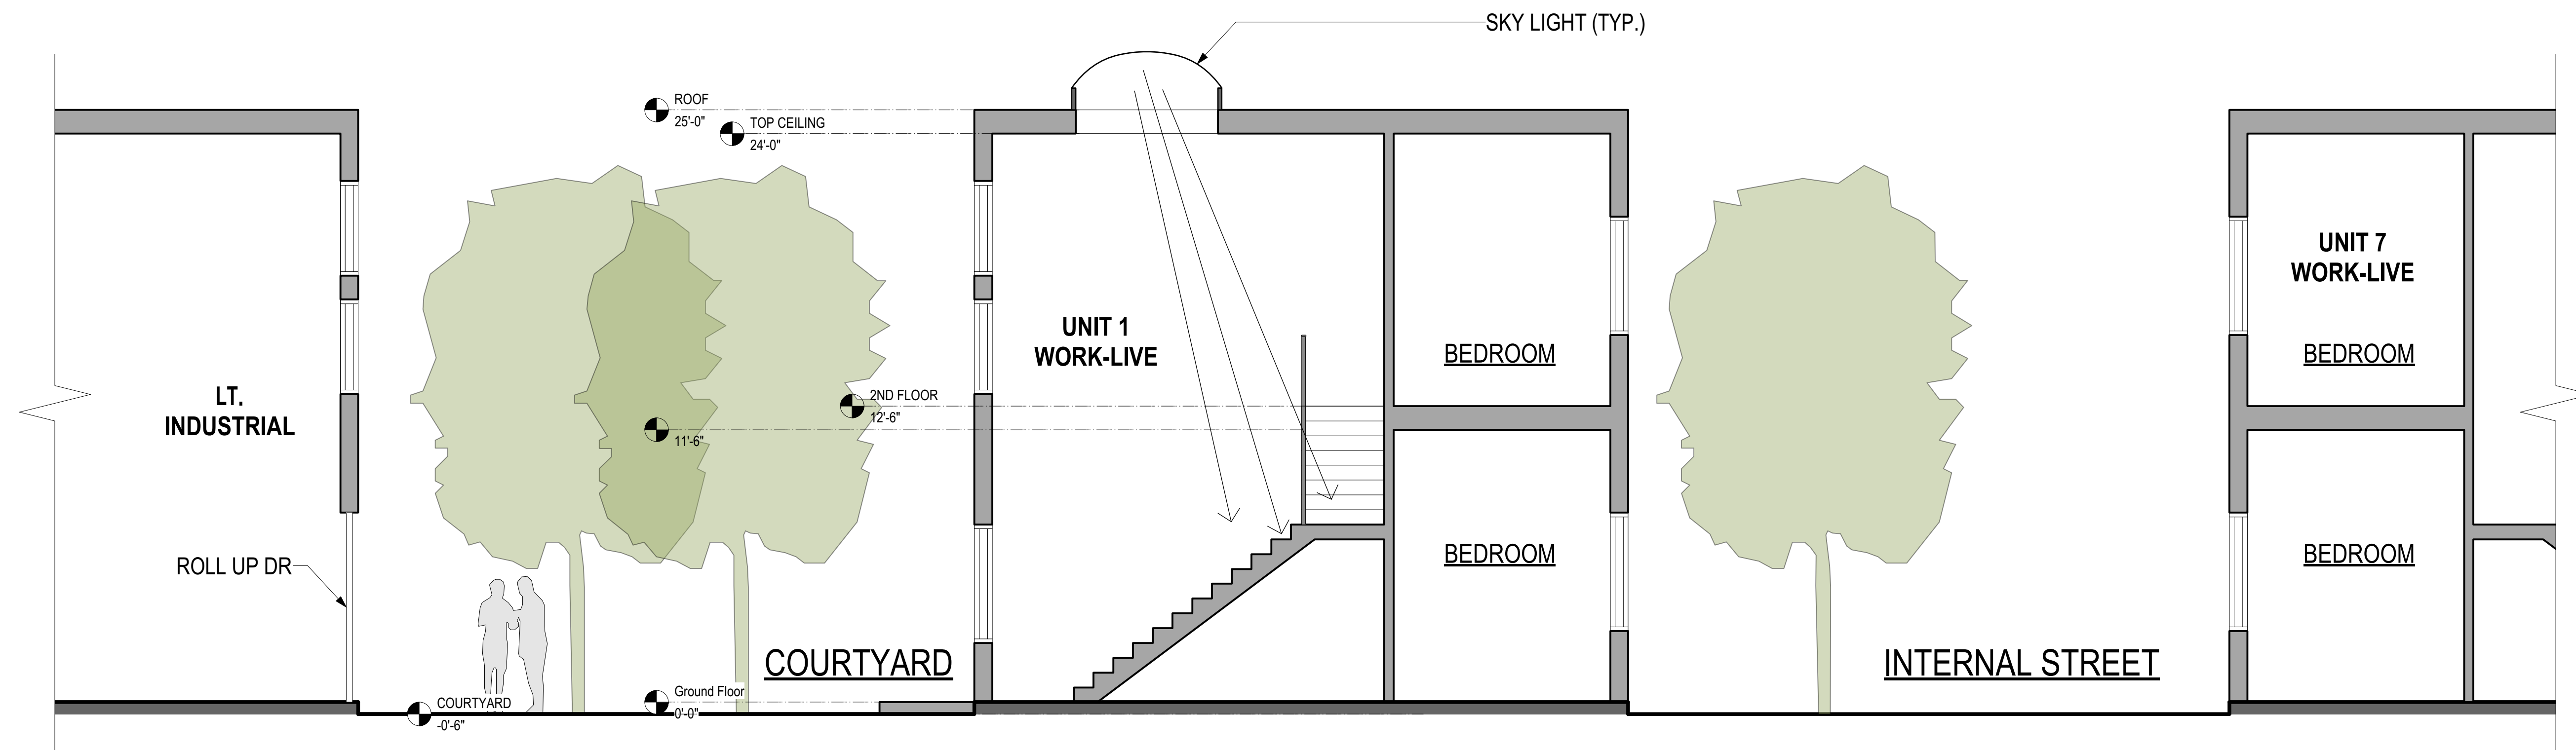 SKY LIGHT (TYP.)
ROOF
25'-0"
TOP CEILING
24'-0"
UNIT 7
WORK-LIVE
UNIT 1
WORK-LIVE
BEDROOM
BEDROOM
LT.
INDUSTRIAL
2ND FLOOR
12'-6"
11'-6"
ROLL UP DR
BEDROOM
BEDROOM
COURTYARD
INTERNAL STREET
Ground Floor
0'-0"
COURTYARD
-0'-6"